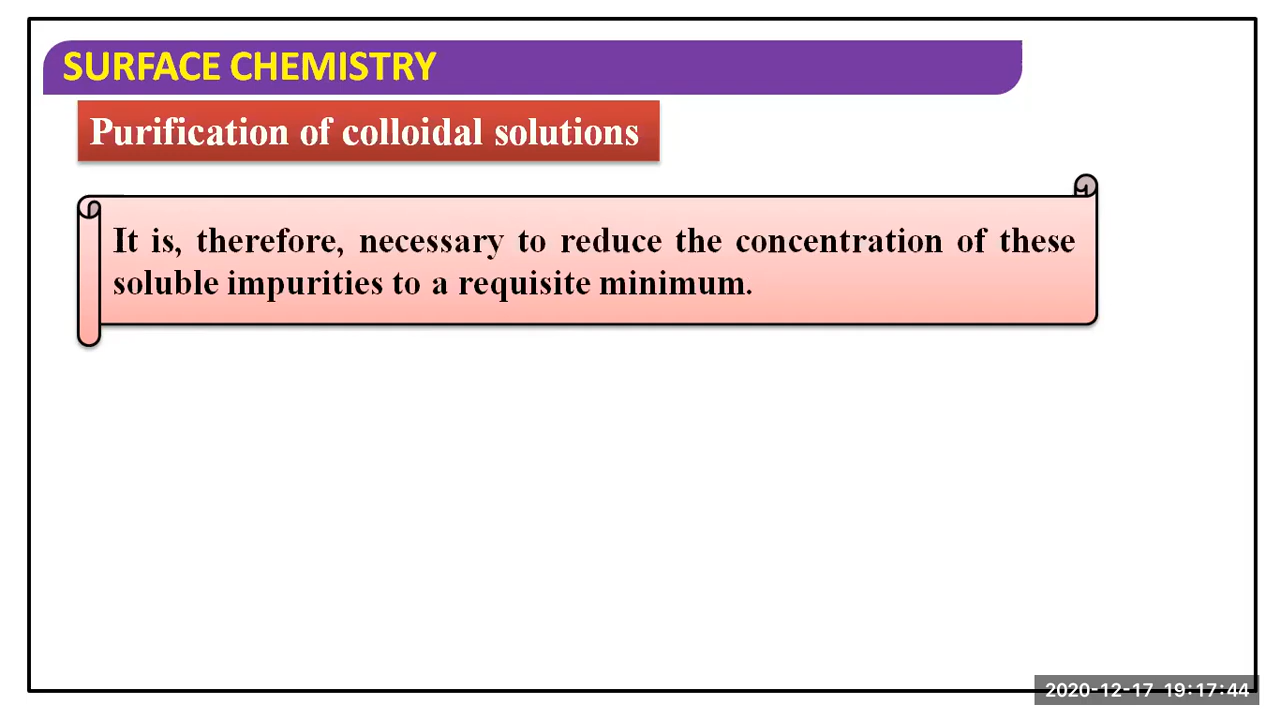 SURFACE CHEMISTRY
Purification of colloidal solutions
It is, therefore, necessary to reduce the concentration of these
soluble impurities to a requisite minimum.
2020-12-17 19:17:44